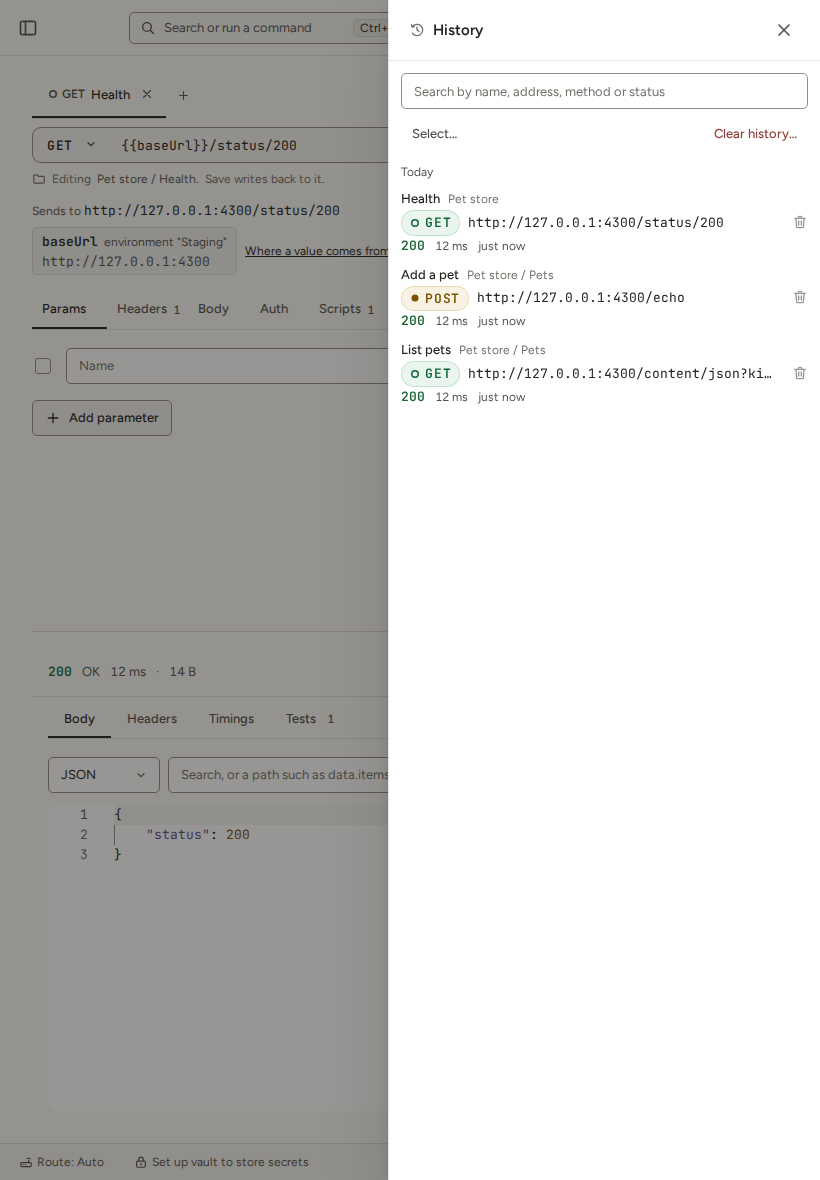 Search or run a command Ctrl+
GET Health
GET {{baseUrl}}/status/200
Editing Pet store / Health. Save writes back to it.
Sends to http://127.0.0.1:4300/status/200
baseUrl environment "Staging"
http://127.0.0.1:4300
Where a value comes from
Params Headers 1 Body Auth Scripts 1
Name
Add parameter
200 OK 12 ms · 14 B
Body Headers Timings Tests 1
JSON Search, or a path such as data.items
1 {
2 "status": 200
3 }
Route: Auto Set up vault to store secrets
History
Search by name, address, method or status
Select... Clear history...
Today
Health Pet store
GET http://127.0.0.1:4300/status/200
200 12 ms just now
Add a pet Pet store / Pets
POST http://127.0.0.1:4300/echo
200 12 ms just now
List pets Pet store / Pets
GET http://127.0.0.1:4300/content/json?ki…
200 12 ms just now